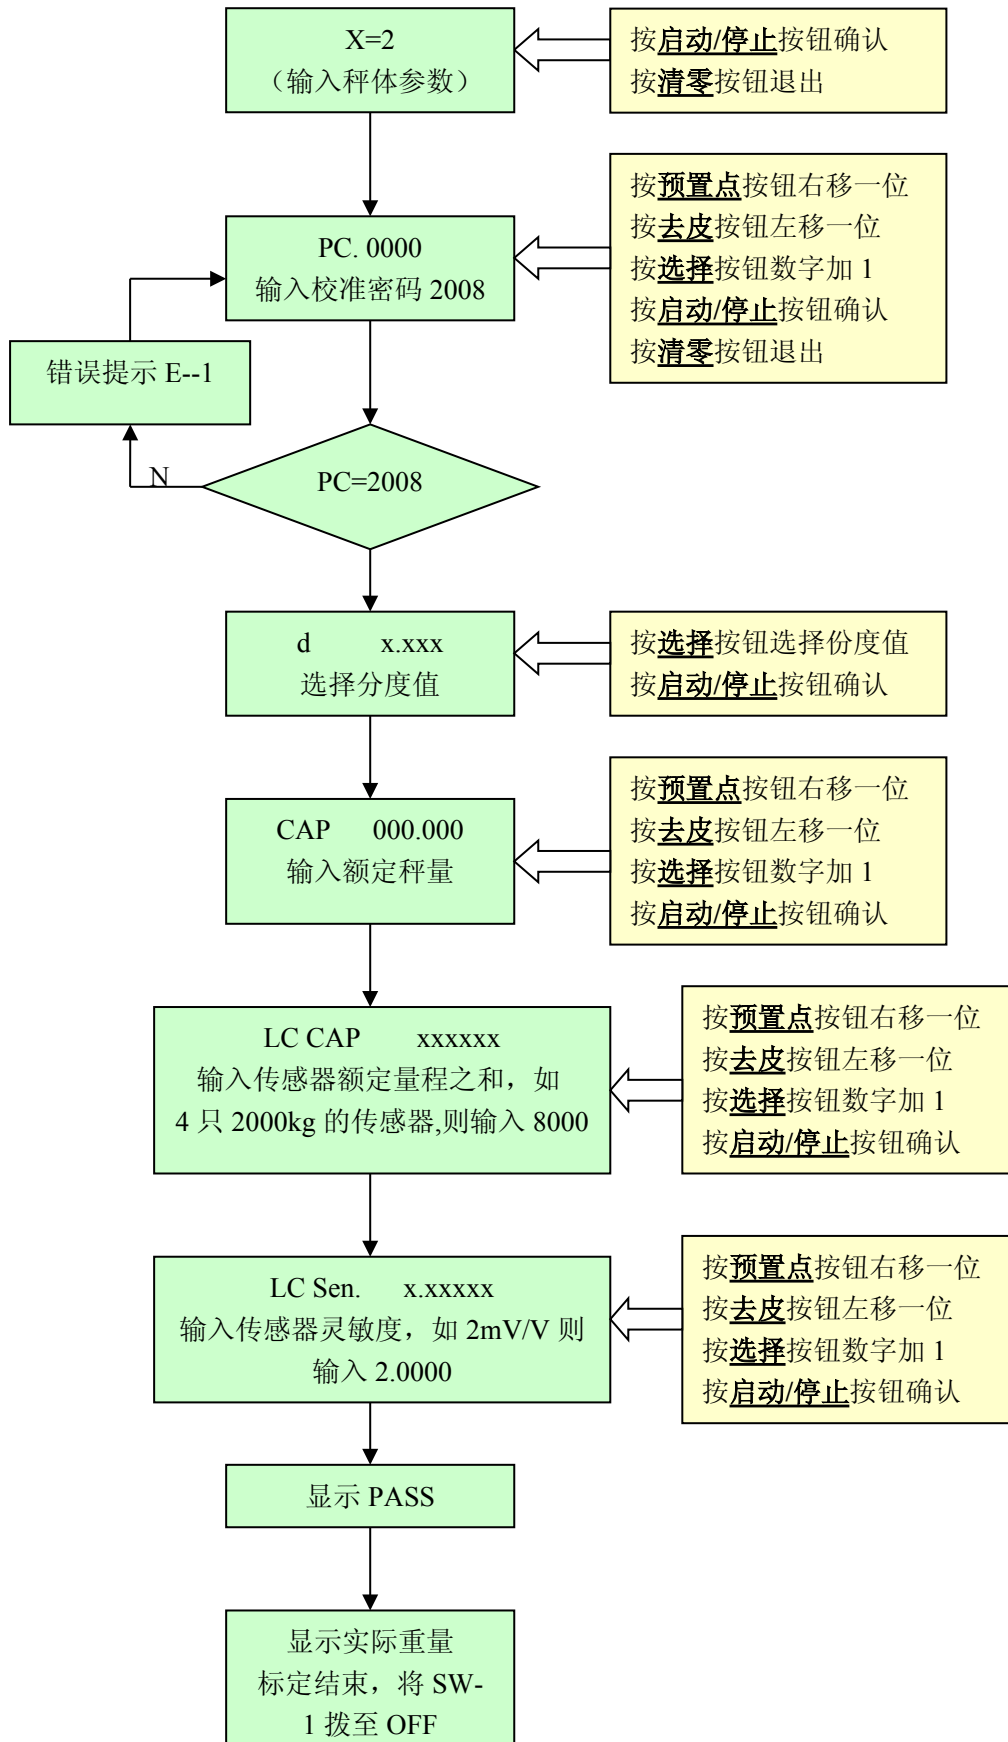 X=2
（输入秤体参数）
按启动/停止按钮确认
按清零按钮退出
PC. 0000
输入校准密码 2008
按预置点按钮右移一位
按去皮按钮左移一位
按选择按钮数字加 1
按启动/停止按钮确认
按清零按钮退出
错误提示 E--1
N
PC=2008
d x.xxx
选择分度值
按选择按钮选择份度值
按启动/停止按钮确认
CAP 000.000
输入额定秤量
按预置点按钮右移一位
按去皮按钮左移一位
按选择按钮数字加 1
按启动/停止按钮确认
LC CAP xxxxxx
输入传感器额定量程之和，如
4 只 2000kg 的传感器,则输入 8000
按预置点按钮右移一位
按去皮按钮左移一位
按选择按钮数字加 1
按启动/停止按钮确认
LC Sen. x.xxxxx
输入传感器灵敏度，如 2mV/V 则
输入 2.0000
按预置点按钮右移一位
按去皮按钮左移一位
按选择按钮数字加 1
按启动/停止按钮确认
显示 PASS
显示实际重量
标定结束，将 SW-
1 拨至 OFF